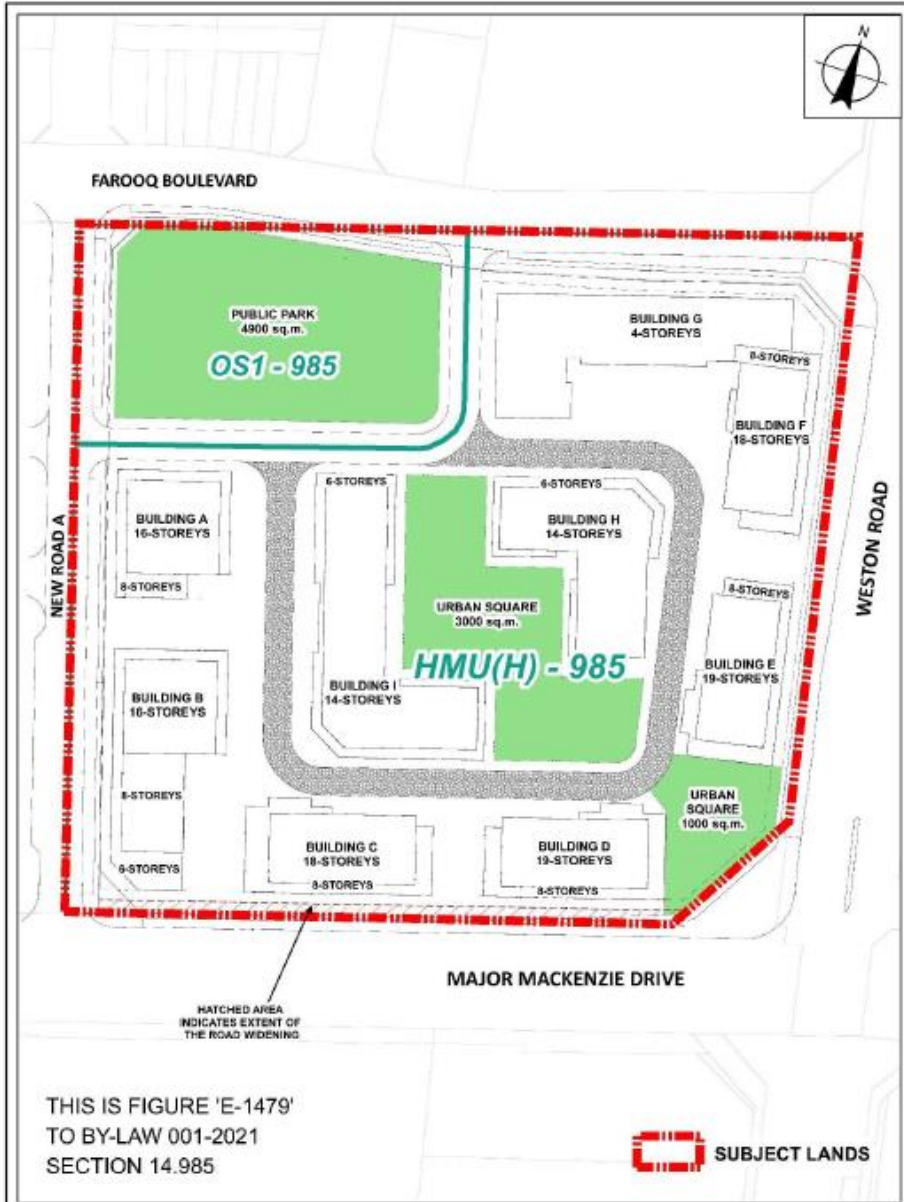 N
FAROOQ BOULEVARD
PUBLIC PARK
4900 sq.m.
OS1 - 985
BUILDING G
4-STOREYS
8-STOREYS
BUILDING F
18-STOREYS
NEW ROAD A
WESTON ROAD
BUILDING A
16-STOREYS
8-STOREYS
6-STOREYS
6-STOREYS
BUILDING H
14-STOREYS
URBAN SQUARE
3000 sq.m.
HMU(H) - 985
8-STOREYS
BUILDING E
19-STOREYS
BUILDING B
16-STOREYS
8-STOREYS
6-STOREYS
BUILDING I
14-STOREYS
URBAN
SQUARE
1000 sq.m.
BUILDING C
18-STOREYS
8-STOREYS
BUILDING D
19-STOREYS
8-STOREYS
MAJOR MACKENZIE DRIVE
HATCHED AREA
INDICATES EXTENT OF
THE ROAD WIDENING
THIS IS FIGURE 'E-1479'
TO BY-LAW 001-2021
SECTION 14.985
SUBJECT LANDS